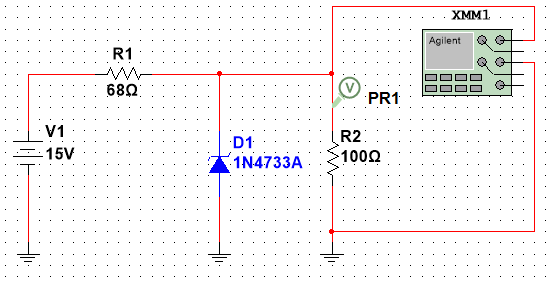 XMM1
Agilent
R1
68Ω
V
PR1
V1
15V
D1
1N4733A
R2
100Ω